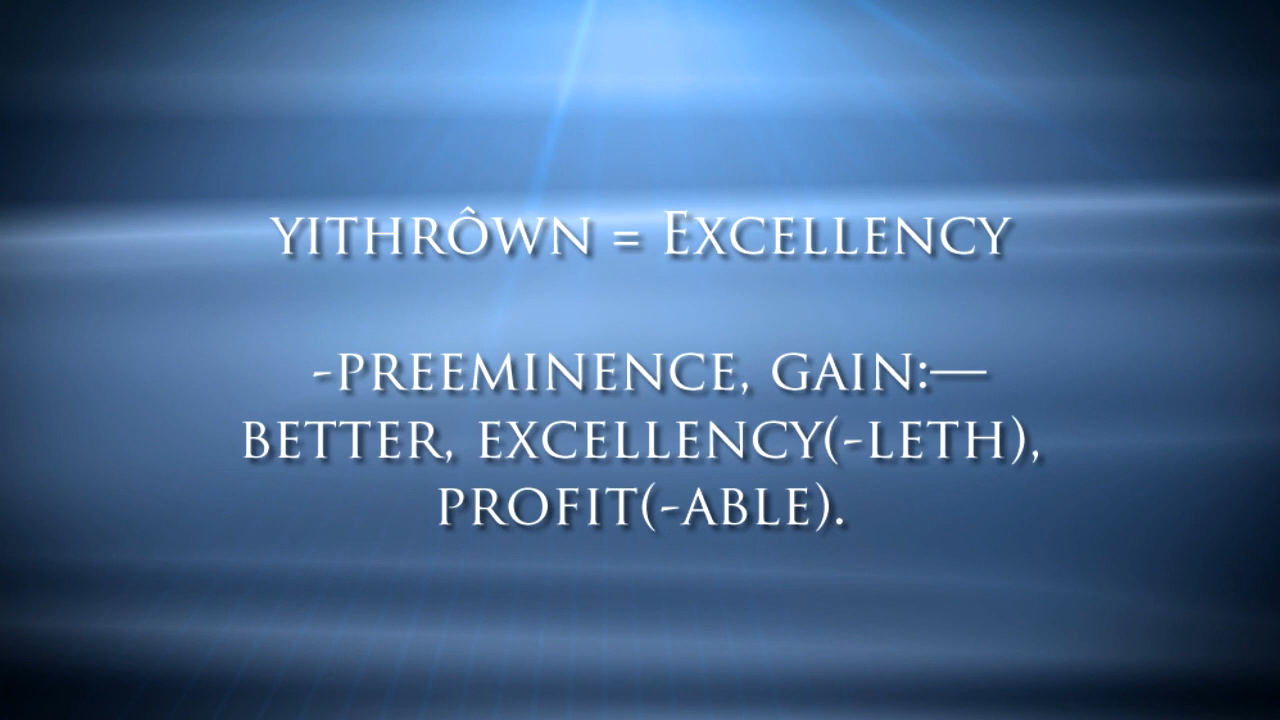 yithrôwn = Excellency
-preeminence, gain:—
better, excellency(-leth),
profit(-able).